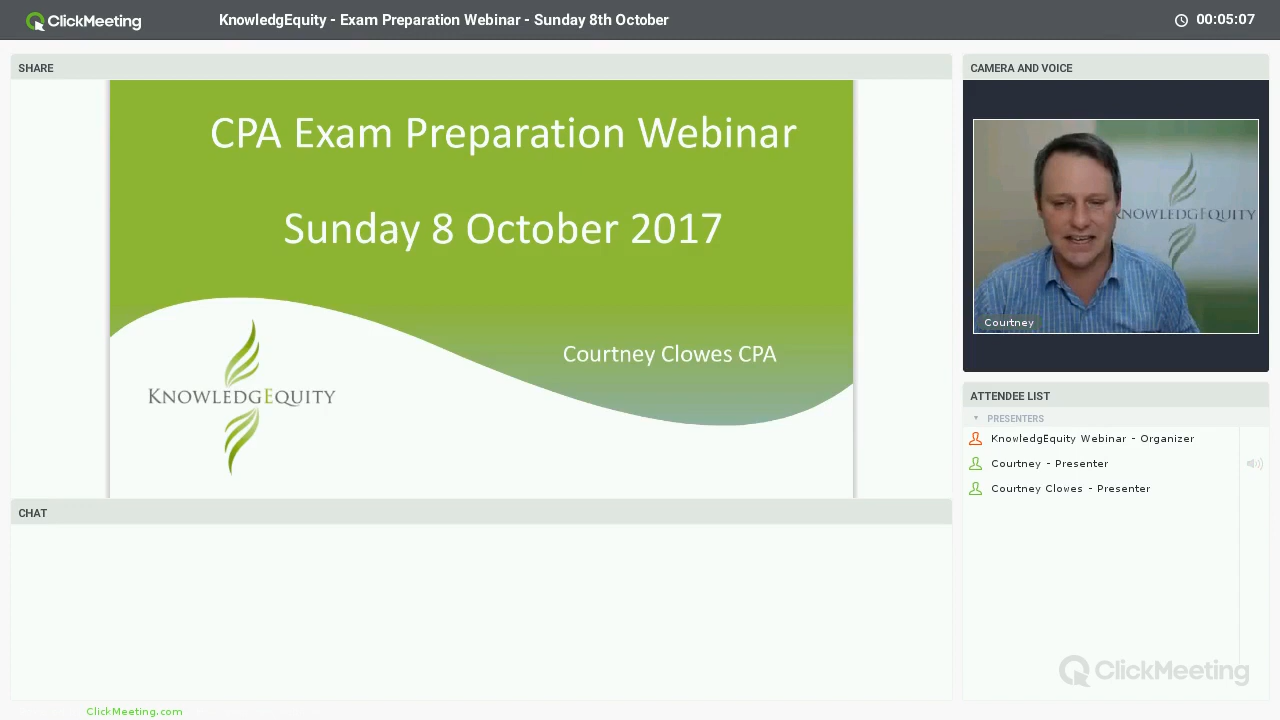 ClickMeeting
KnowledgEquity - Exam Preparation Webinar - Sunday 8th October
00:05:07
SHARE
CPA Exam Preparation Webinar
Sunday 8 October 2017
Courtney Clowes CPA
KNOWLEDGEQUITY
CAMERA AND VOICE
KNOWLEDGEQUITY
Courtney
ATTENDEE LIST
PRESENTERS
KnowledgEquity Webinar - Organizer
Courtney - Presenter
Courtney Clowes - Presenter
CHAT
ClickMeeting
ClickMeeting.com